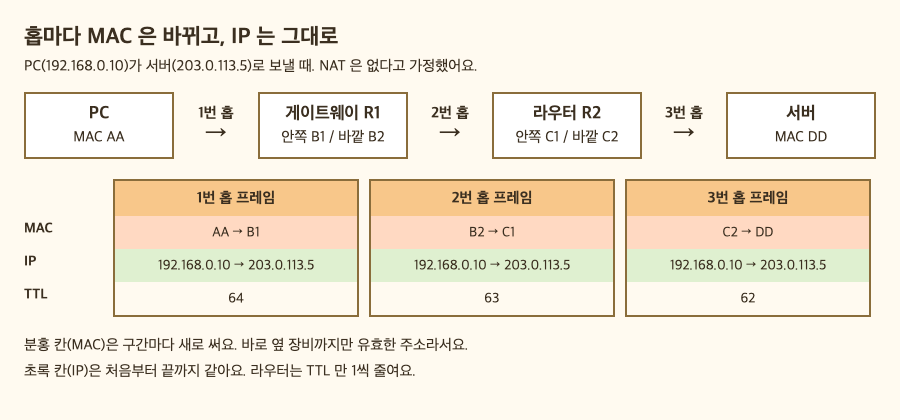 홉마다 MAC 은 바뀌고, IP 는 그대로
PC(192.168.0.10)가 서버(203.0.113.5)로 보낼 때. NAT 은 없다고 가정했어요.
PC
MAC AA
1번 홉
→
게이트웨이 R1
안쪽 B1 / 바깥 B2
2번 홉
→
라우터 R2
안쪽 C1 / 바깥 C2
3번 홉
→
서버
MAC DD
1번 홉 프레임 2번 홉 프레임 3번 홉 프레임
MAC AA → B1 B2 → C1 C2 → DD
IP 192.168.0.10 → 203.0.113.5 192.168.0.10 → 203.0.113.5 192.168.0.10 → 203.0.113.5
TTL 64 63 62
분홍 칸(MAC)은 구간마다 새로 써요. 바로 옆 장비까지만 유효한 주소라서요.
초록 칸(IP)은 처음부터 끝까지 같아요. 라우터는 TTL 만 1씩 줄여요.